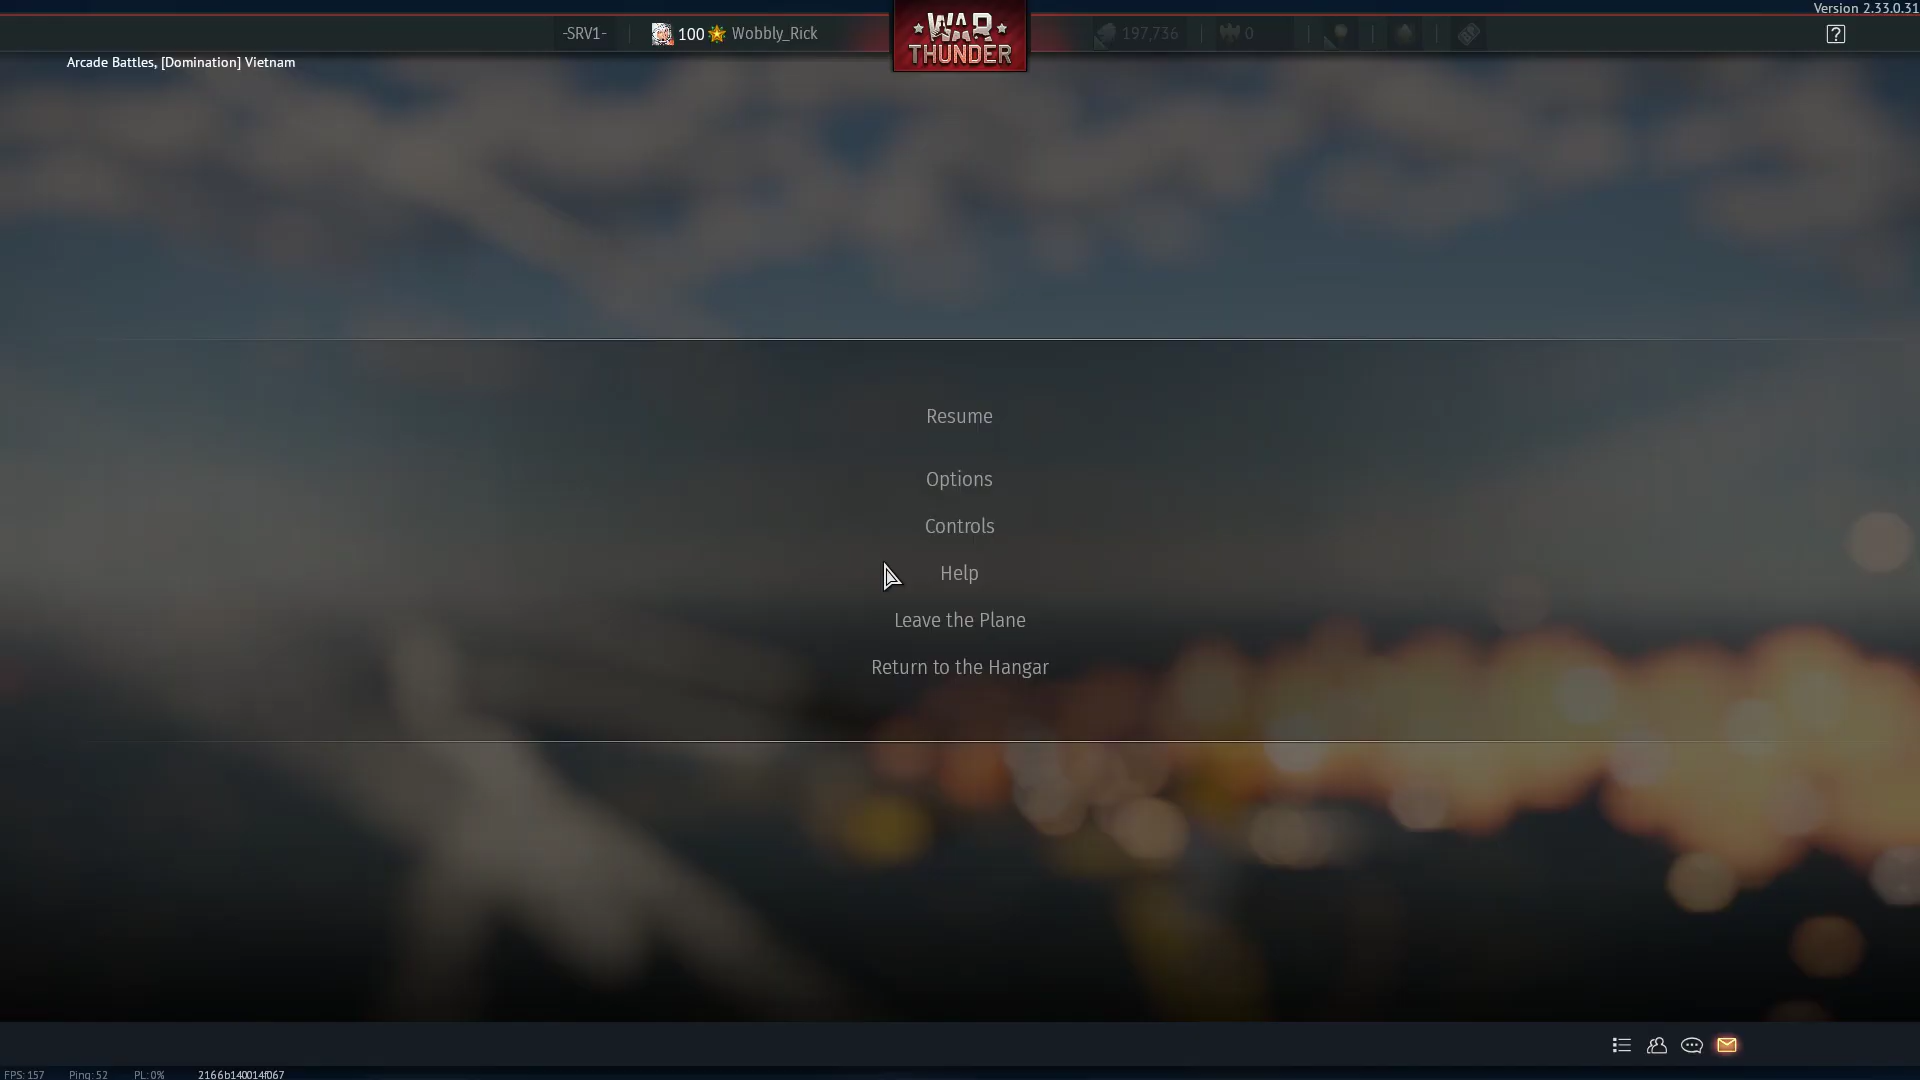 Version 2.33.0.31
-SRV1-
100 Wobbly_Rick
WAR THUNDER
197,736
0
Arcade Battles, [Domination] Vietnam
Resume
Options
Controls
Help
Leave the Plane
Return to the Hangar
FPS: 157 Ping: 52 PL: 0% 2166b140014f067